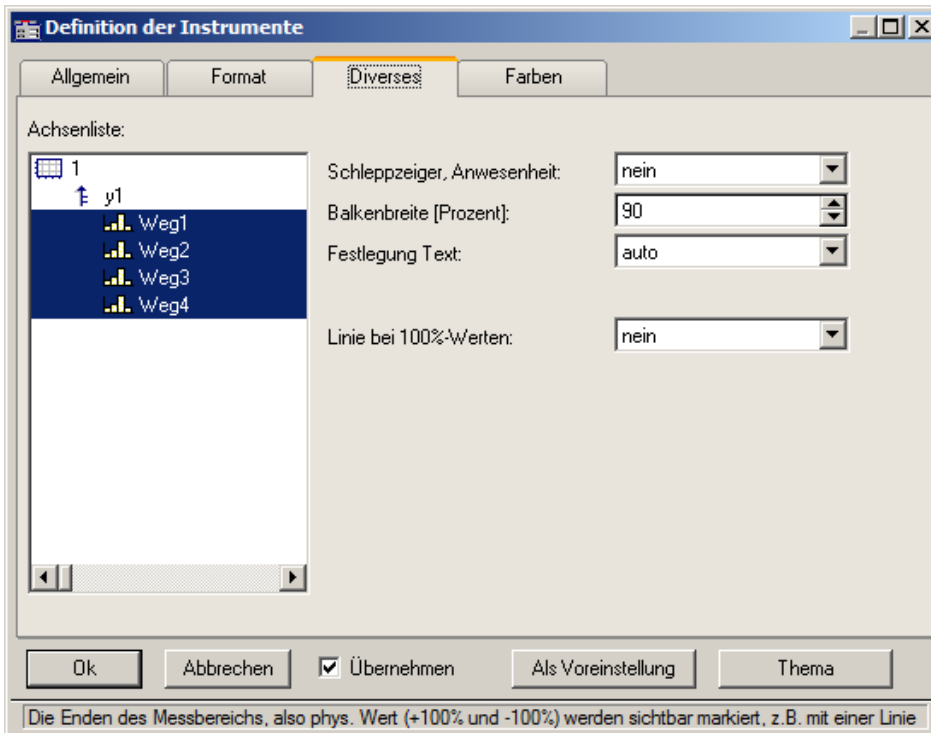 Definition der Instrumente
Allgemein
Format
Diverses
Farben
Achsenliste:
1
y1
Weg1
Weg2
Weg3
Weg4
Schleppzeiger, Anwesenheit:
nein
Balkenbreite [Prozent]:
90
Festlegung Text:
auto
Linie bei 100%-Werten:
nein
Ok
Abbrechen
Übernehmen
Als Voreinstellung
Thema
Die Enden des Messbereichs, also phys. Wert (+100% und -100%) werden sichtbar markiert, z.B. mit einer Linie